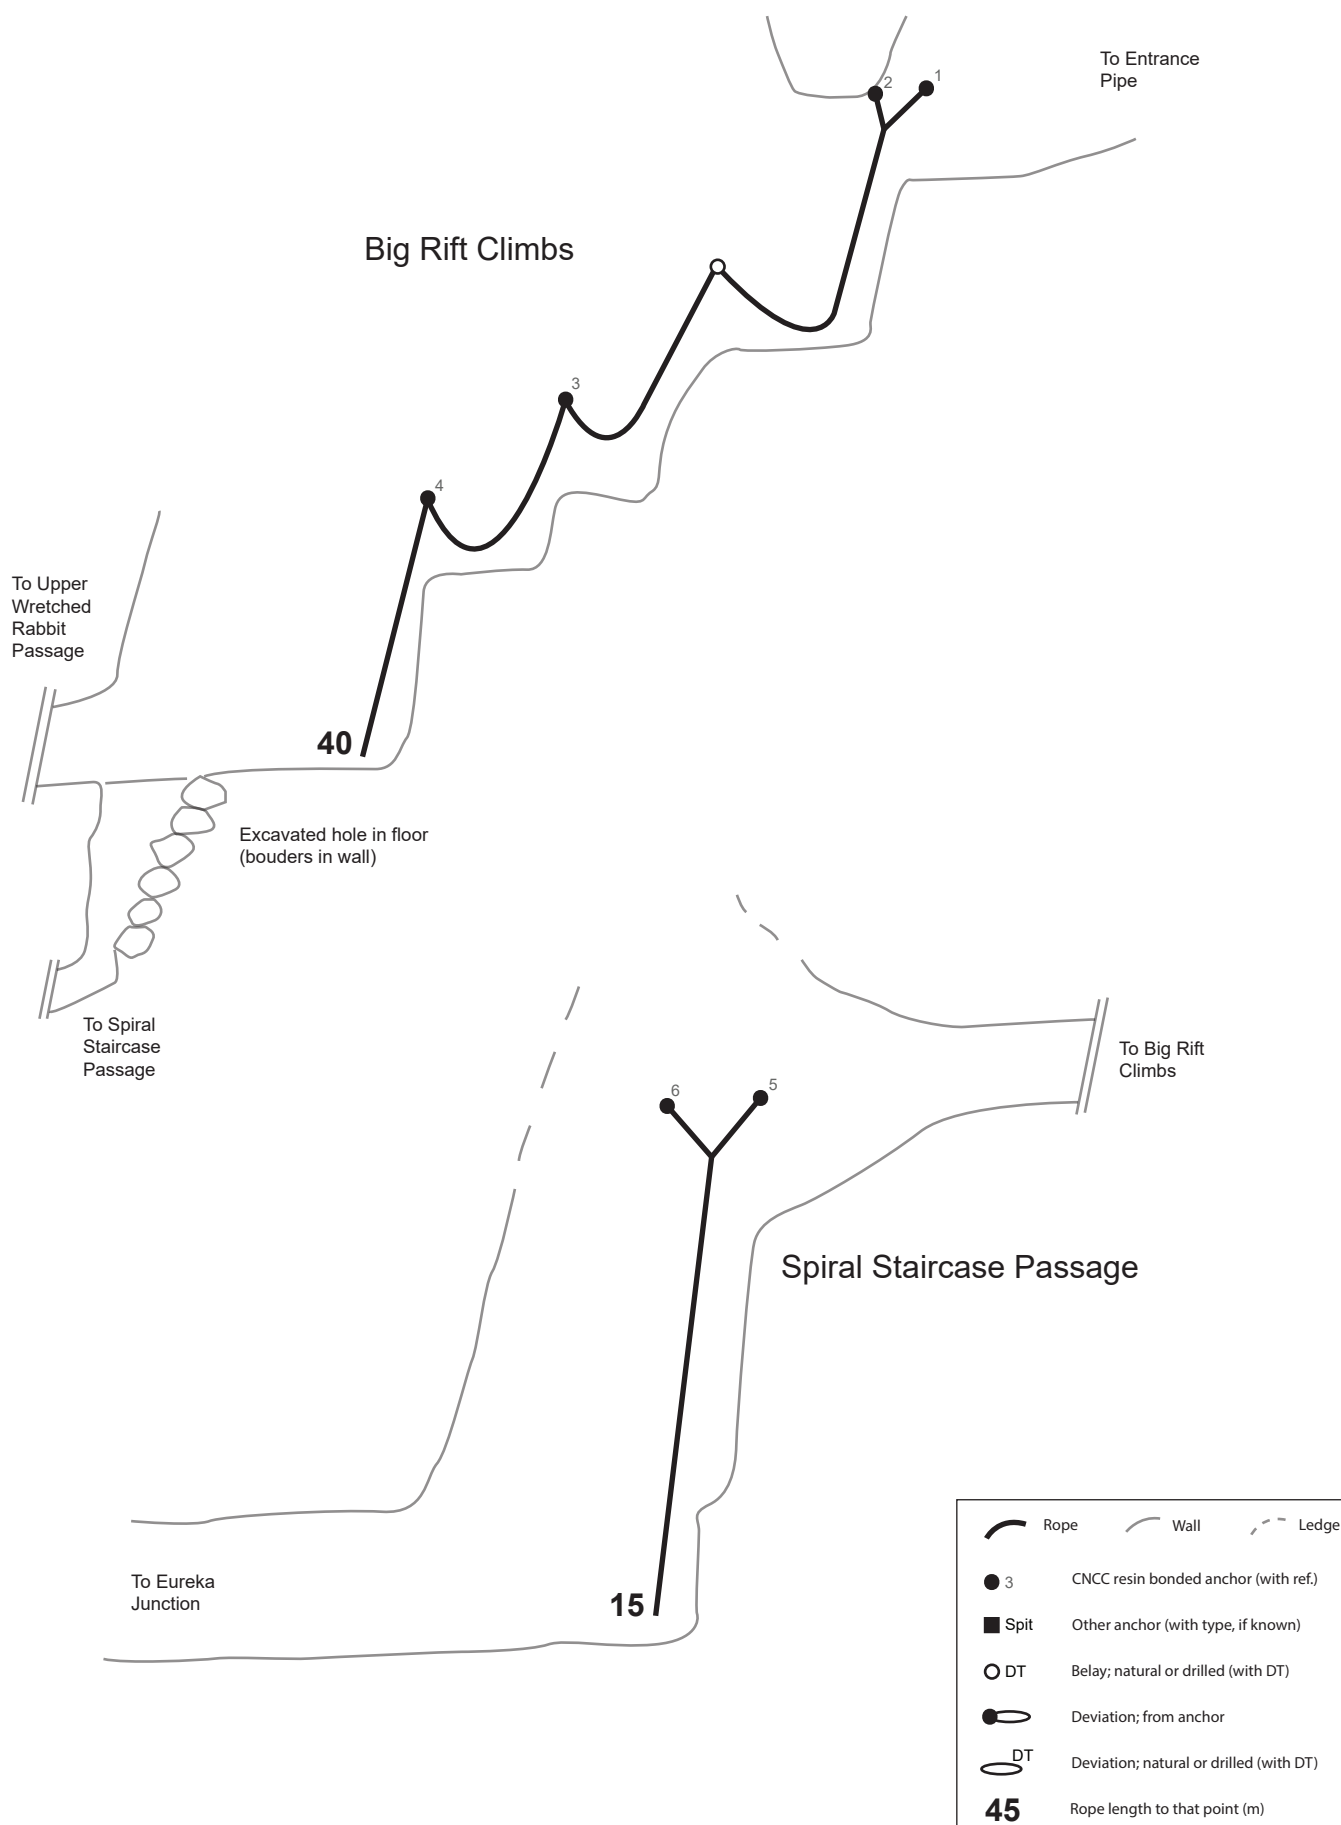 To Entrance
Pipe
2
1
Big Rift Climbs
3
4
To Upper
Wretched
Rabbit
Passage
40
Excavated hole in floor
(bouders in wall)
To Spiral
Staircase
Passage
To Big Rift
Climbs
6
5
Spiral Staircase Passage
To Eureka
Junction
15
Rope Wall Ledge
3 CNCC resin bonded anchor (with ref.)
Spit Other anchor (with type, if known)
DT Belay; natural or drilled (with DT)
Deviation; from anchor
DT Deviation; natural or drilled (with DT)
45 Rope length to that point (m)